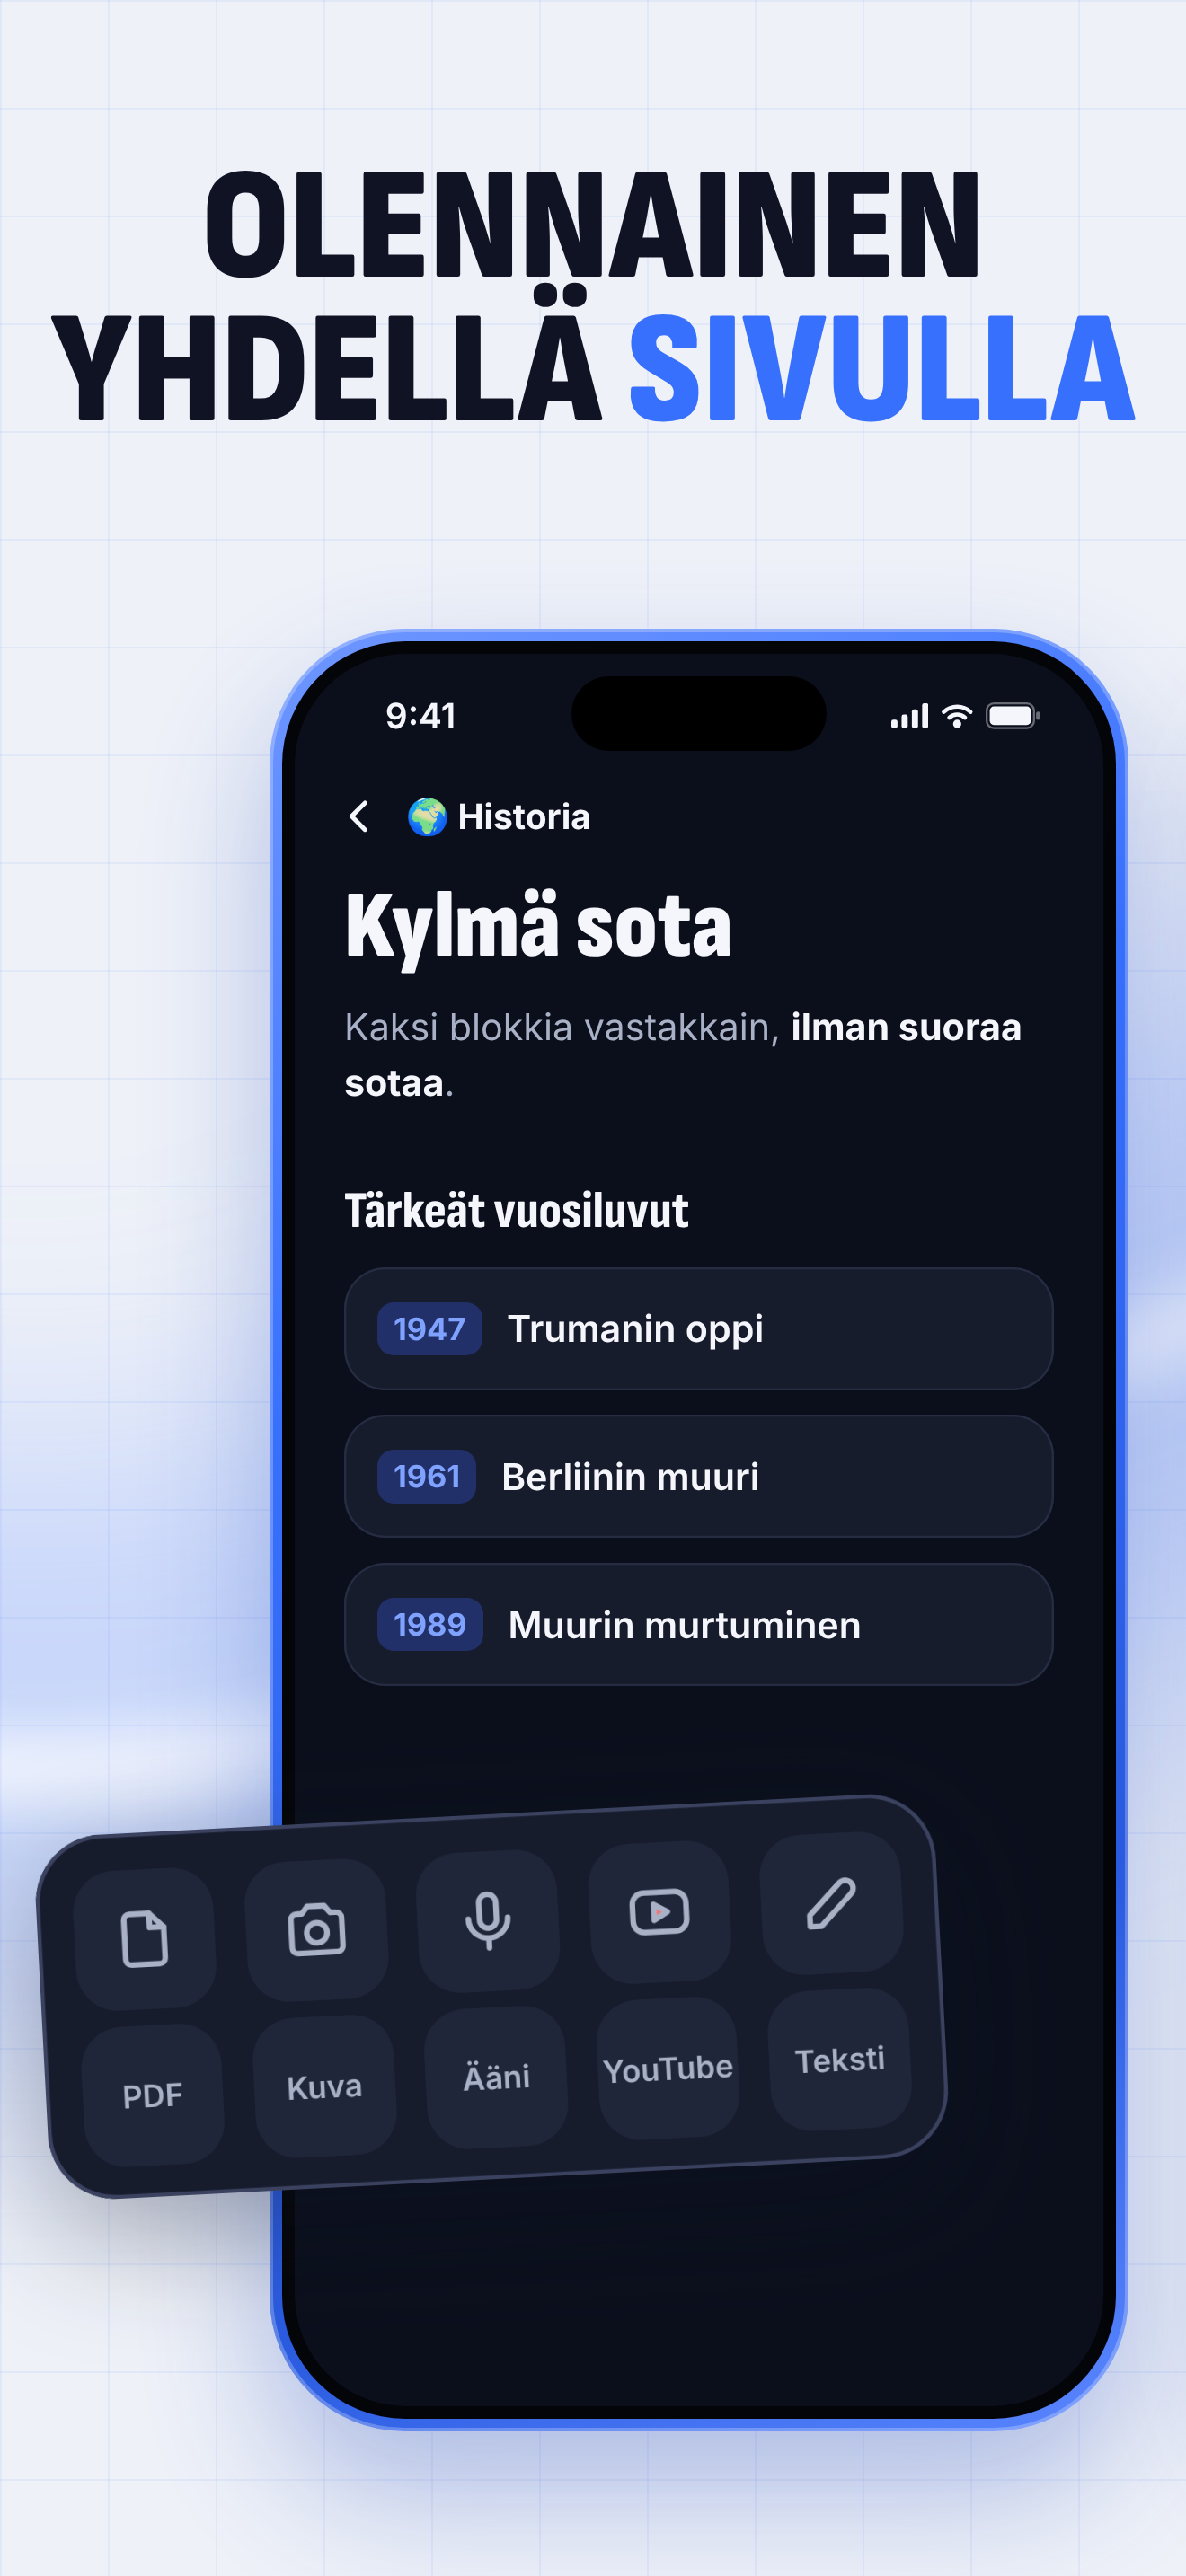 OLENNAINEN
YHDELLÄ SIVULLA
9:41
Historia
Kylmä sota
Kaksi blokkia vastakkain, ilman suoraa
sotaa.
Tärkeät vuosiluvut
1947 Trumanin oppi
1961 Berliinin muuri
1989 Muurin murtuminen
PDF Kuva Ääni YouTube Teksti